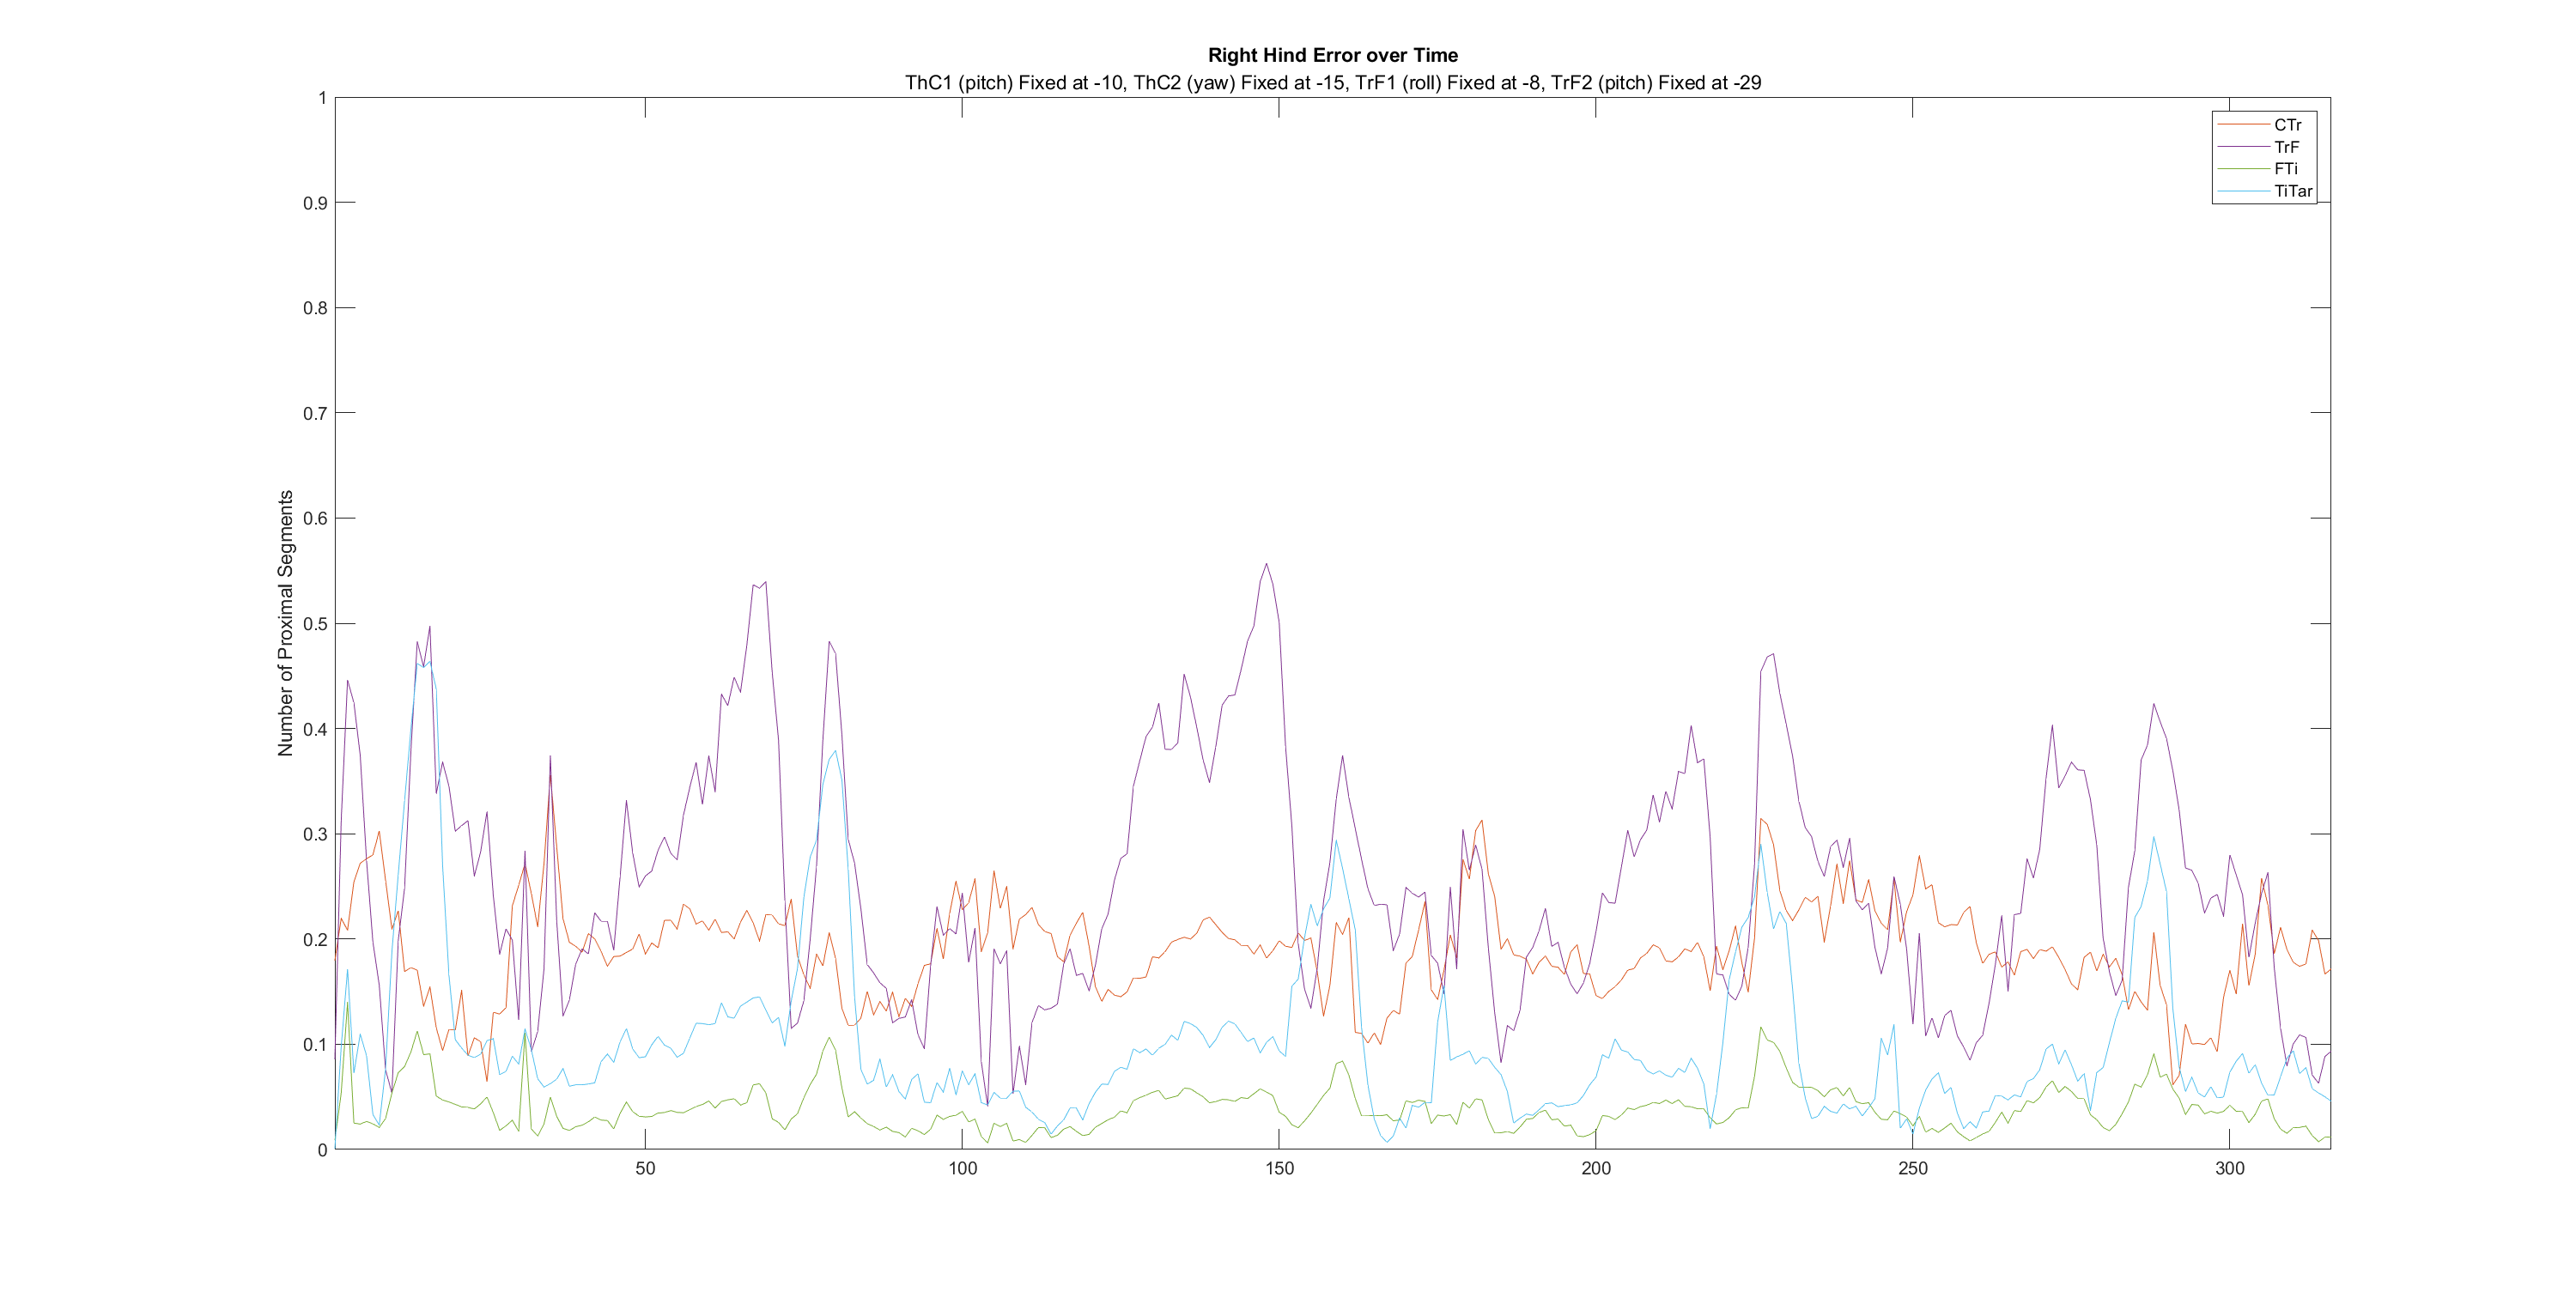 Right Hind Error over Time
ThC1 (pitch) Fixed at -10, ThC2 (yaw) Fixed at -15, TrF1 (roll) Fixed at -8, TrF2 (pitch) Fixed at -29
CTr
TrF
FTi
TiTar
Number of Proximal Segments
1
0.9
0.8
0.7
0.6
0.5
0.4
0.3
0.2
0.1
0
50 100 150 200 250 300